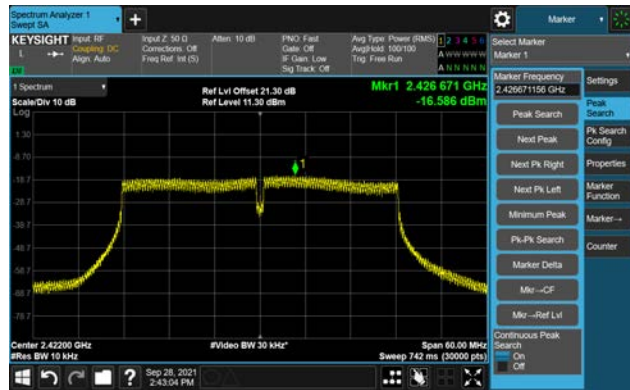 Spectrum Analyzer 1
Swept SA
Marker
KEYSIGHT
L
Input: RF
Coupling: DC
Align: Auto
Input Z: 50 Ω
Corrections: Off
Freq Ref: Int (S)
Atten: 10 dB
PNO: Fast
Gate: Off
IF Gain: Low
Sig Track: Off
Avg Type: Power (RMS)
Avg|Hold: 100/100
Trig: Free Run
1 2 3 4 5 6
A W W W W W
A N N N N N
Select Marker
Marker 1
1 Spectrum
Scale/Div 10 dB
Log
Ref Lvl Offset 21.30 dB
Ref Level 11.30 dBm
Mkr1 2.426 671 GHz
-16.586 dBm
1
1.30
-8.70
-18.7
-28.7
-38.7
-48.7
-58.7
-68.7
-78.7
Center 2.42200 GHz
#Res BW 10 kHz
#Video BW 30 kHz*
Span 60.00 MHz
Sweep 742 ms (30000 pts)
Marker Frequency
2.426671156 GHz
Peak Search
Next Peak
Next Pk Right
Next Pk Left
Minimum Peak
Pk-Pk Search
Marker Delta
Mkr→CF
Mkr→Ref Lvl
Continuous Peak
Search
On
Off
Settings
Peak
Search
Pk Search
Config
Properties
Marker
Function
Marker→
Counter
?
Sep 28, 2021
2:43:04 PM